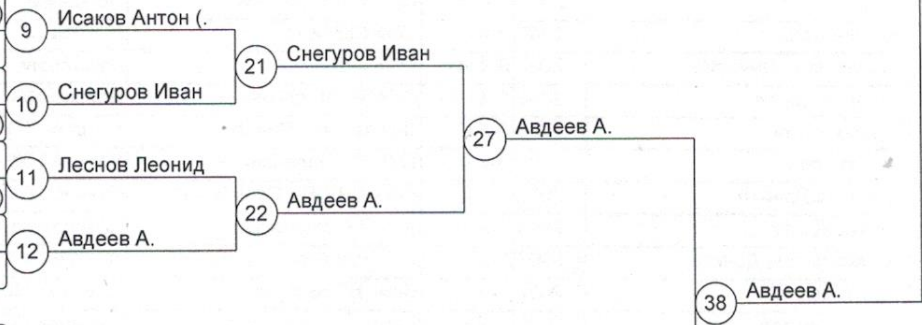 9 Исаков Антон (.
21 Снегуров Иван
10 Снегуров Иван
27 Авдеев А.
11 Леснов Леонид
22 Авдеев А.
12 Авдеев А.
38 Авдеев А.